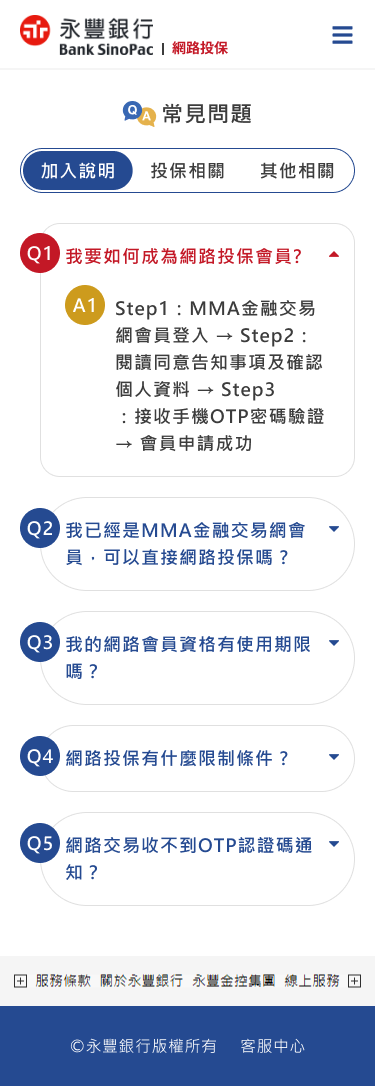 永豐銀行
Bank SinoPac | 網路投保
Q A 常見問題
加入說明 投保相關 其他相關
Q1 我要如何成為網路投保會員?
A1 Step1：MMA金融交易
網會員登入 → Step2：
閱讀同意告知事項及確認
個人資料 → Step3
：接收手機OTP密碼驗證
→ 會員申請成功
Q2 我已經是MMA金融交易網會
員，可以直接網路投保嗎？
Q3 我的網路會員資格有使用期限
嗎？
Q4 網路投保有什麼限制條件？
Q5 網路交易收不到OTP認證碼通
知？
服務條款 關於永豐銀行 永豐金控集團 線上服務
©永豐銀行版權所有 客服中心